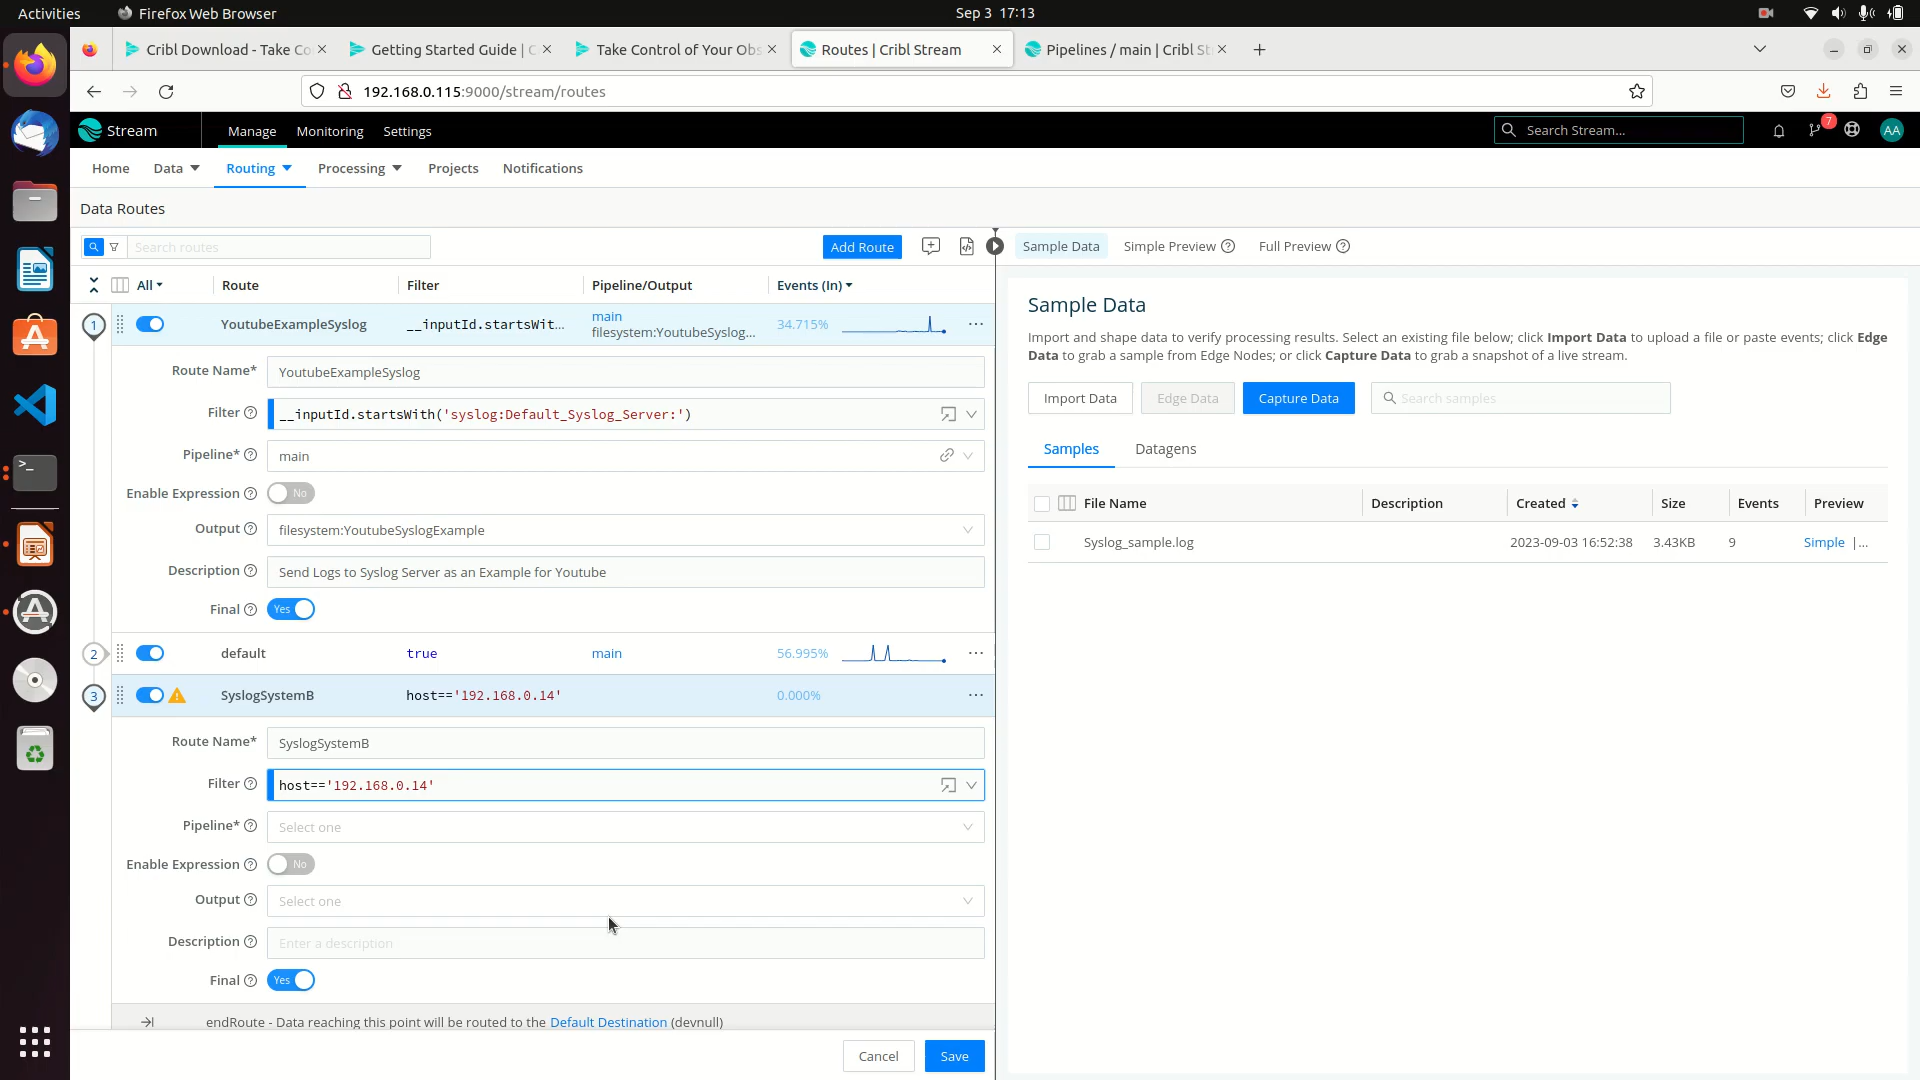 Activities
Firefox Web Browser
Sep 3 17:13
Cribl Download - Take Co
Getting Started Guide | C
Take Control of Your Obs
Routes | Cribl Stream
Pipelines / main | Cribl St
192.168.0.115:9000/stream/routes
Stream
Manage
Monitoring
Settings
Search Stream...
7
AA
Home
Data
Routing
Processing
Projects
Notifications
Data Routes
Search routes
Add Route
Sample Data
Simple Preview
Full Preview
All
Route
Filter
Pipeline/Output
Events (In)
1
YoutubeExampleSyslog
__inputId.startsWit...
main
filesystem:YoutubeSyslog...
34.715%
Route Name*
YoutubeExampleSyslog
Filter
__inputId.startsWith('syslog:Default_Syslog_Server:')
Pipeline*
main
Enable Expression
No
Output
filesystem:YoutubeSyslogExample
Description
Send Logs to Syslog Server as an Example for Youtube
Final
Yes
2
default
true
main
56.995%
3
SyslogSystemB
host=='192.168.0.14'
0.000%
Route Name*
SyslogSystemB
Filter
host=='192.168.0.14'
Pipeline*
Select one
Enable Expression
No
Output
Select one
Description
Enter a description
Final
Yes
endRoute - Data reaching this point will be routed to the Default Destination (devnull)
Cancel
Save
Sample Data
Import and shape data to verify processing results. Select an existing file below; click Import Data to upload a file or paste events; click Edge
Data to grab a sample from Edge Nodes; or click Capture Data to grab a snapshot of a live stream.
Import Data
Edge Data
Capture Data
Search samples
Samples
Datagens
File Name
Description
Created
Size
Events
Preview
Syslog_sample.log
2023-09-03 16:52:38
3.43KB
9
Simple |...